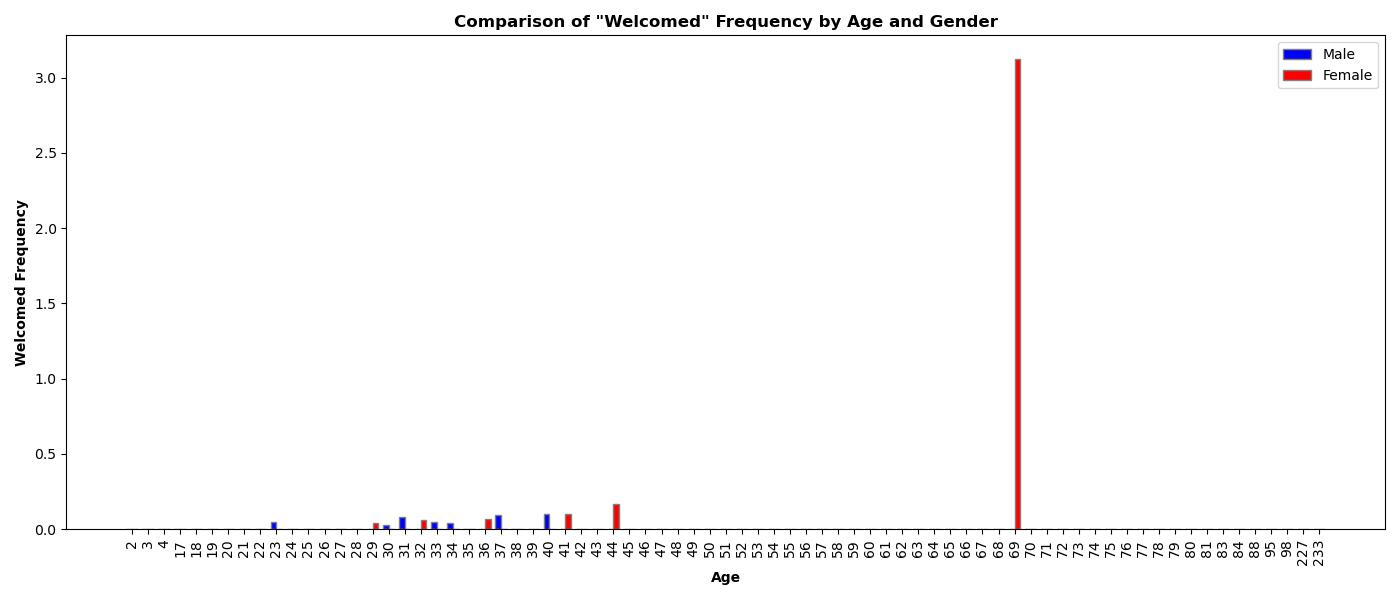 Comparison of "Welcomed" Frequency by Age and Gender
Male
Female
Welcomed Frequency
3.0
2.5
2.0
1.5
1.0
0.5
0.0
2 3 4 17 18 19 20 21 22 23 24 25 26 27 28 29 30 31 32 33 34 35 36 37 38 39 40 41 42 43 44 45 46 47 48 49 50 51 52 53 54 55 56 57 58 59 60 61 62 63 64 65 66 67 68 69 70 71 72 73 74 75 76 77 78 79 80 81 83 84 88 95 98 227 233
Age